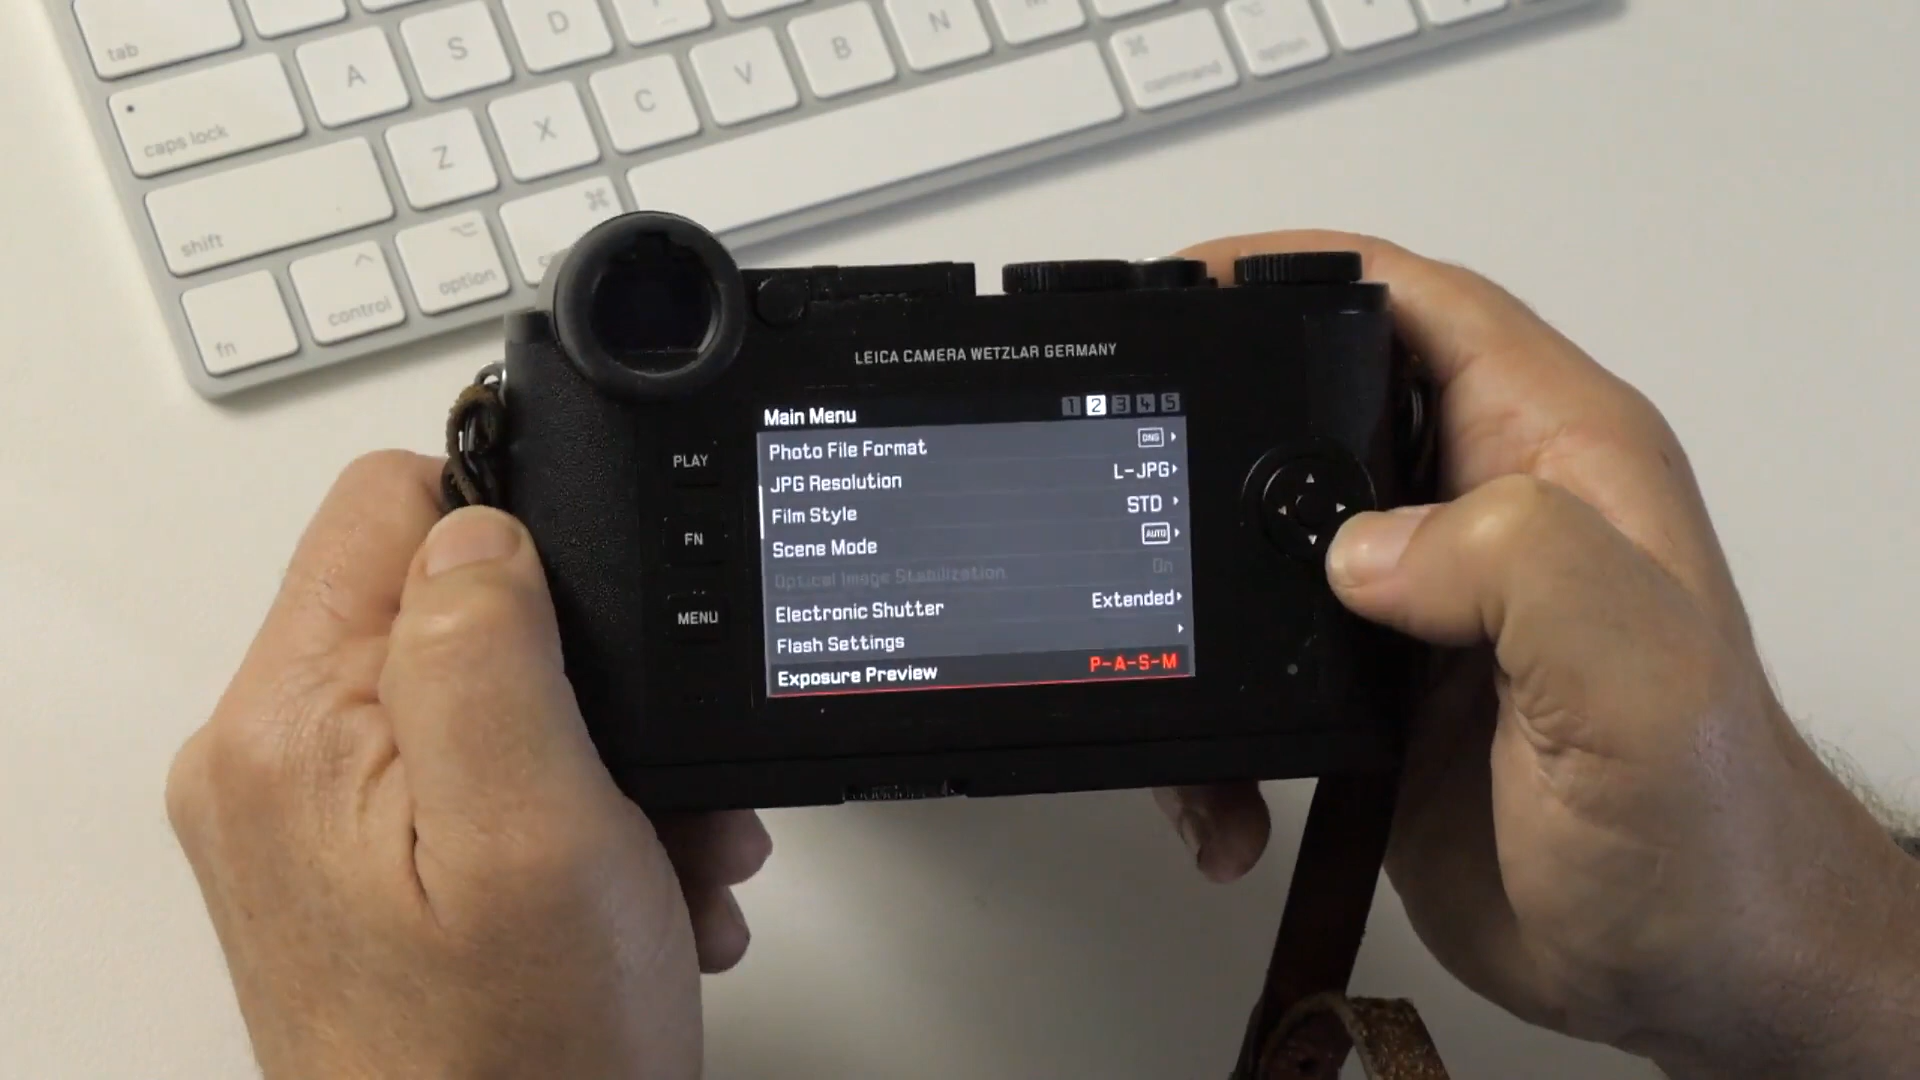 tab
A
S
D
B
N
M
⌘
command
⌥
option
caps lock
Z
X
C
V
shift
fn
^
control
⌥
option
⌘
LEICA CAMERA WETZLAR GERMANY
Main Menu 1 2 3 4 5
Photo File Format DNG
JPG Resolution L-JPG
Film Style STD
Scene Mode AUTO
Optical Image Stabilization On
Electronic Shutter Extended
Flash Settings
Exposure Preview P-A-S-M
PLAY
FN
MENU